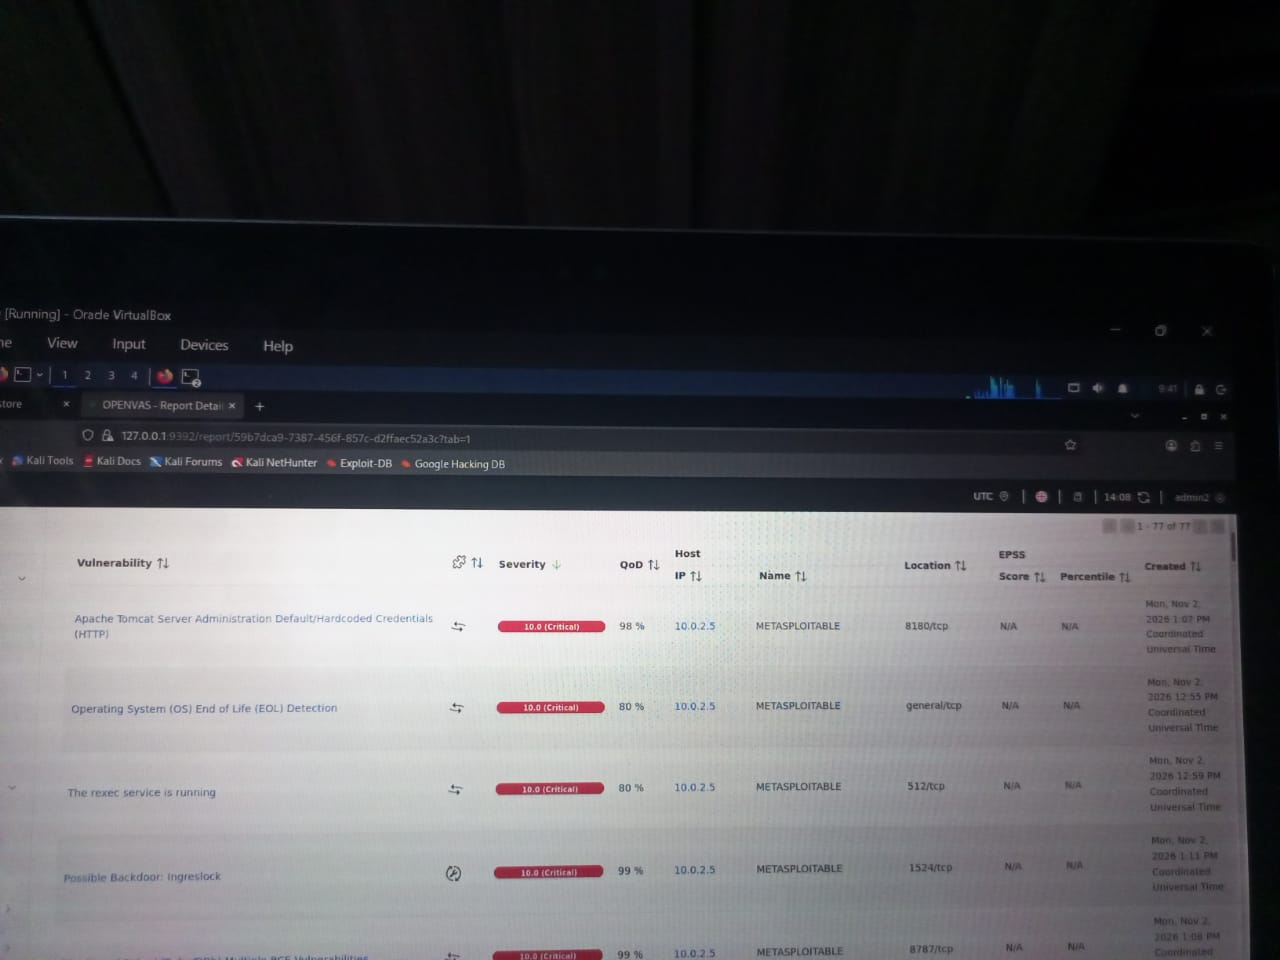 [Running] - Oracle VirtualBox
View Input Devices Help
1 2 3 4
9:41
OPENVAS - Report Detail
127.0.0.1:9392/report/59b7dca9-7387-456f-857c-d2ffaec52a3c?tab=1
Kali Tools Kali Docs Kali Forums Kali NetHunter Exploit-DB Google Hacking DB
UTC 14:08 admin2
1 - 77 of 77
Vulnerability Severity QoD Host Location EPSS Created
IP Name Score Percentile
Apache Tomcat Server Administration Default/Hardcoded Credentials
(HTTP)
10.0 (Critical) 98 % 10.0.2.5 METASPLOITABLE 8180/tcp N/A N/A
Mon, Nov 2,
2026 1:07 PM
Coordinated
Universal Time
Operating System (OS) End of Life (EOL) Detection 10.0 (Critical) 80 % 10.0.2.5 METASPLOITABLE general/tcp N/A N/A
Mon, Nov 2,
2026 12:55 PM
Coordinated
Universal Time
The rexec service is running 10.0 (Critical) 80 % 10.0.2.5 METASPLOITABLE 512/tcp N/A N/A
Mon, Nov 2,
2026 12:59 PM
Coordinated
Universal Time
Possible Backdoor: Ingreslock 10.0 (Critical) 99 % 10.0.2.5 METASPLOITABLE 1524/tcp N/A N/A
Mon, Nov 2,
2026 1:11 PM
Coordinated
Universal Time
Multiple RCE Vulnerabilities 10.0 (Critical) 99 % 10.0.2.5 METASPLOITABLE 8787/tcp N/A N/A
Mon, Nov 2,
2026 1:08 PM
Coordinated